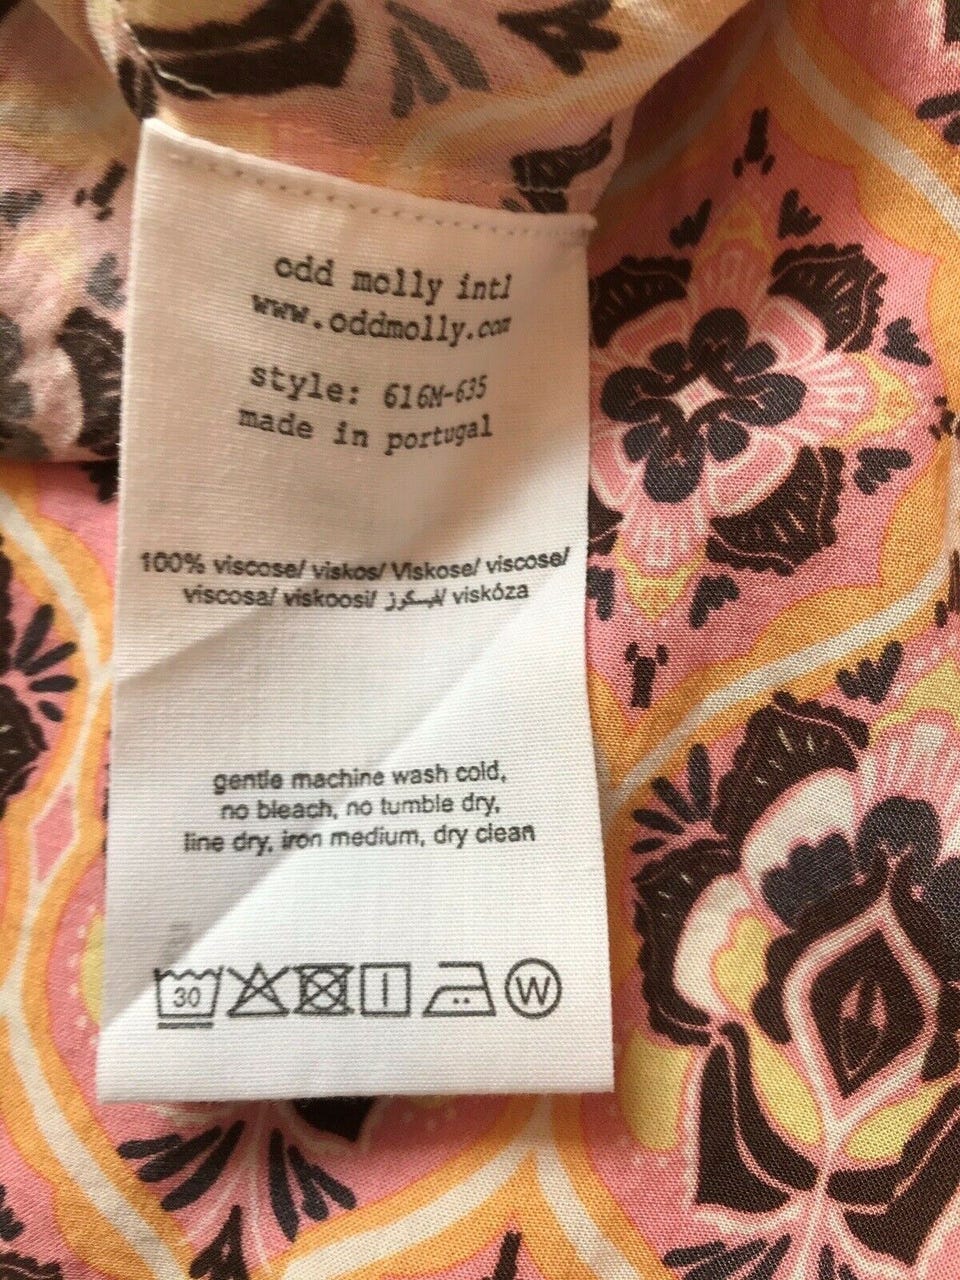 odd molly intl
www.oddmolly.com
style: 616M-635
made in portugal
100% viscose/ viskos/ Viskose/ viscose/
viscosa/ viskoosi/ فيسكوز/ viskóza
gentle machine wash cold,
no bleach, no tumble dry,
line dry, iron medium, dry clean
30 W